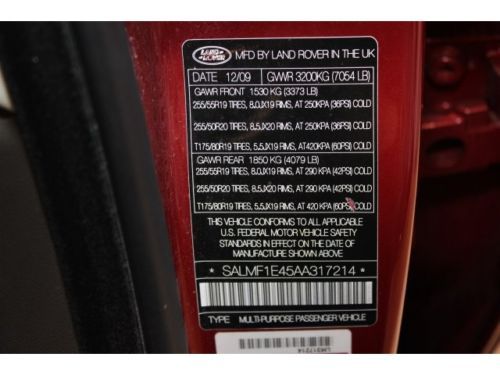 LAND ROVER MFD BY LAND ROVER IN THE UK
DATE 12/09 GVWR 3200KG (7054 LB)
GAWR FRONT 1530 KG (3373 LB)
255/55R19 TIRES, 8.0JX19 RIMS, AT 250KPA (36PSI) COLD
255/50R20 TIRES, 8.5JX20 RIMS, AT 250KPA (36PSI) COLD
T175/80R19 TIRES, 5.5JX19 RIMS, AT420KPA (60PSI) COLD
GAWR REAR 1850 KG (4079 LB)
255/55R19 TIRES, 8.0JX19 RIMS, AT 290 KPA (42PSI) COLD
255/50R20 TIRES, 8.5JX20 RIMS, AT 290 KPA (42PSI) COLD
T175/80R19 TIRES, 5.5JX19 RIMS, AT 420 KPA (60PSI) COLD
THIS VEHICLE CONFORMS TO ALL APPLICABLE
U.S. FEDERAL MOTOR VEHICLE SAFETY
STANDARDS IN EFFECT ON THE DATE OF
MANUFACTURE SHOWN ABOVE
* SALMF1E45AA317214 *
TYPE MULTI-PURPOSE PASSENGER VEHICLE